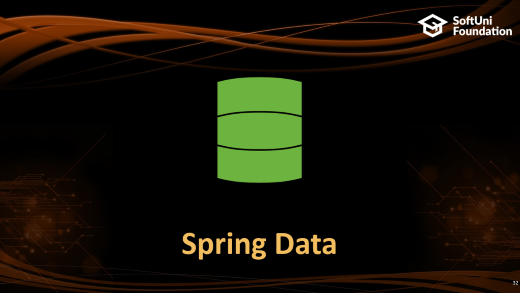 SoftUni
Foundation
Spring Data
32